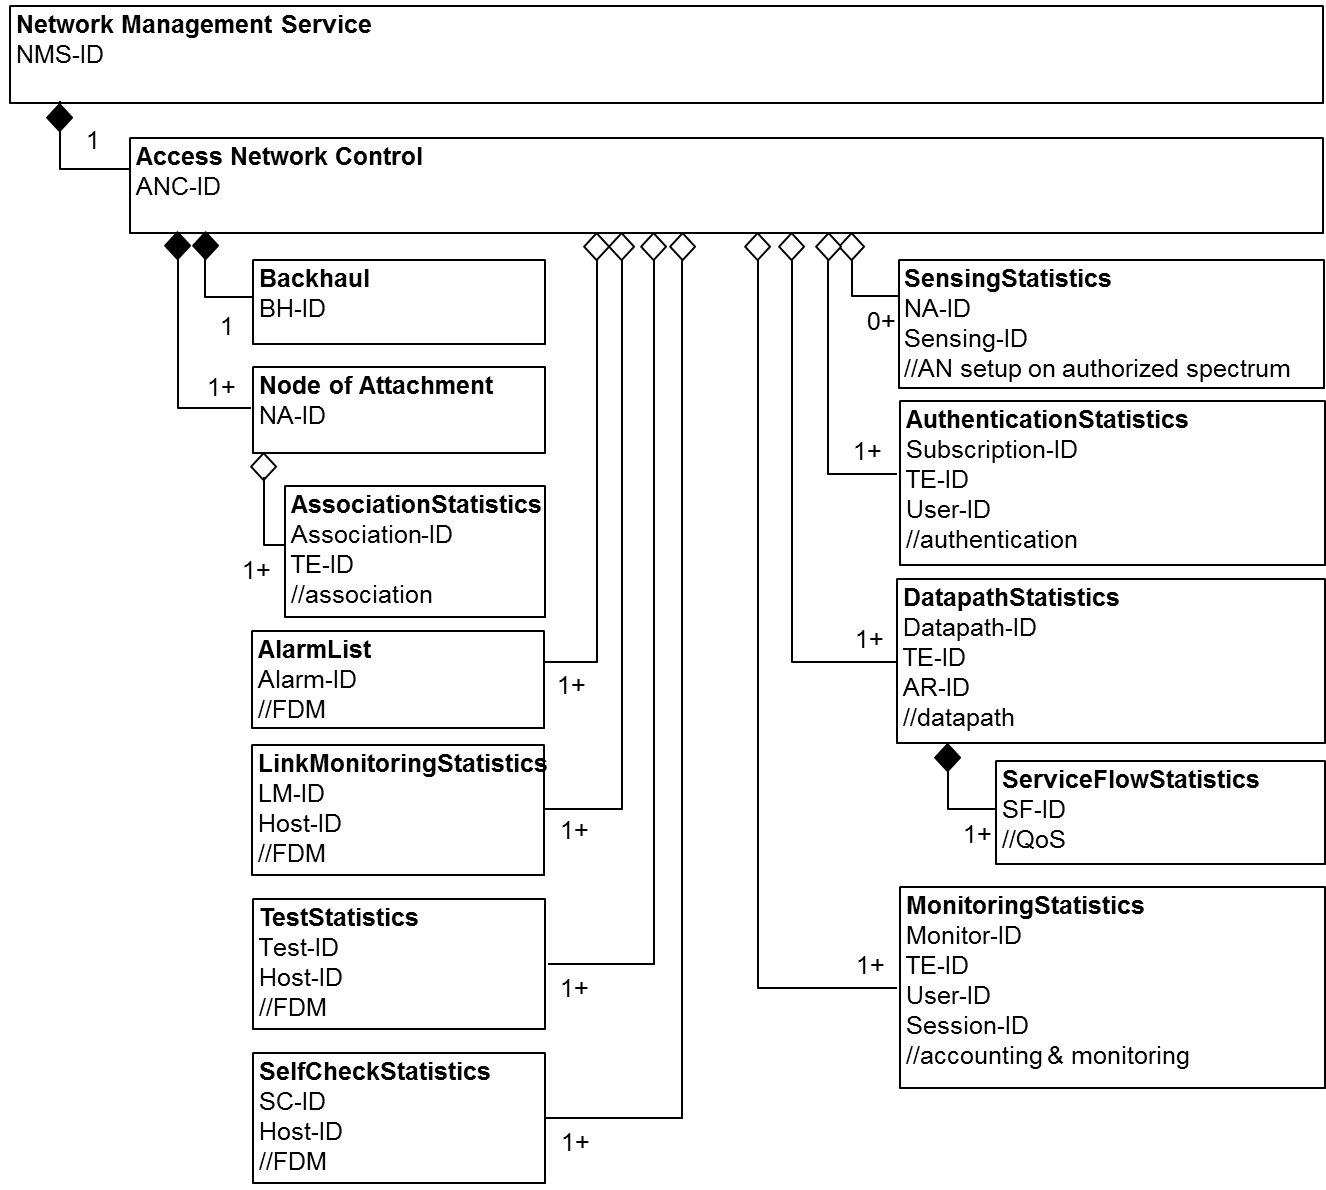 Network Management Service
NMS-ID
1
Access Network Control
ANC-ID
Backhaul
BH-ID
1
Node of Attachment
NA-ID
1+
AssociationStatistics
Association-ID
TE-ID
//association
1+
AlarmList
Alarm-ID
//FDM
1+
LinkMonitoringStatistics
LM-ID
Host-ID
//FDM
1+
TestStatistics
Test-ID
Host-ID
//FDM
1+
SelfCheckStatistics
SC-ID
Host-ID
//FDM
1+
SensingStatistics
NA-ID
Sensing-ID
//AN setup on authorized spectrum
0+
AuthenticationStatistics
Subscription-ID
TE-ID
User-ID
//authentication
1+
DatapathStatistics
Datapath-ID
TE-ID
AR-ID
//datapath
1+
ServiceFlowStatistics
SF-ID
//QoS
1+
MonitoringStatistics
Monitor-ID
TE-ID
User-ID
Session-ID
//accounting & monitoring
1+